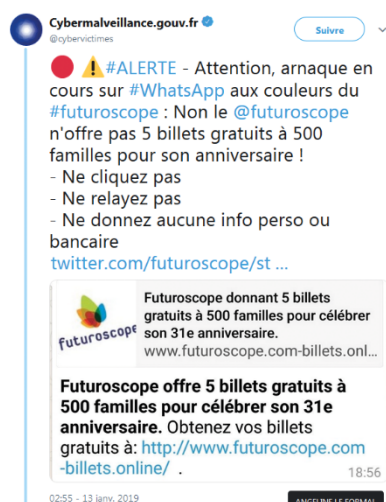 Cybermalveillance.gouv.fr
@cybervictimes
Suivre
#ALERTE - Attention, arnaque en
cours sur #WhatsApp aux couleurs du
#futuroscope : Non le @futuroscope
n'offre pas 5 billets gratuits à 500
familles pour son anniversaire !
- Ne cliquez pas
- Ne relayez pas
- Ne donnez aucune info perso ou
bancaire
twitter.com/futuroscope/st ...
futuroscope
Futuroscope donnant 5 billets
gratuits à 500 familles pour célébrer
son 31e anniversaire.
www.futuroscope.com-billets.onl...
Futuroscope offre 5 billets gratuits à
500 familles pour célébrer son 31e
anniversaire. Obtenez vos billets
gratuits à: http://www.futuroscope.com
-billets.online/ .
18:56
02:55 - 13 janv. 2019
ANGELINE LE FORMAL